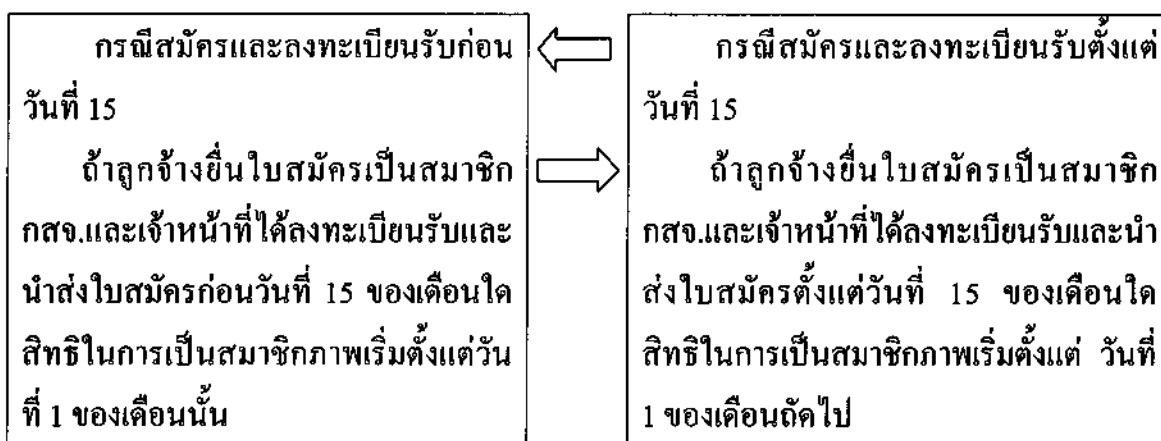 กรณีสมัครและลงทะเบียนรับก่อน
วันที่ 15
ถ้าลูกจ้างยื่นใบสมัครเป็นสมาชิก
กสจ.และเจ้าหน้าที่ได้ลงทะเบียนรับและ
นำส่งใบสมัครก่อนวันที่ 15 ของเดือนใด
สิทธิในการเป็นสมาชิกภาพเริ่มตั้งแต่วัน
ที่ 1 ของเดือนนั้น
กรณีสมัครและลงทะเบียนรับตั้งแต่
วันที่ 15
ถ้าลูกจ้างยื่นใบสมัครเป็นสมาชิก
กสจ.และเจ้าหน้าที่ได้ลงทะเบียนรับและนำ
ส่งใบสมัครตั้งแต่วันที่ 15 ของเดือนใด
สิทธิในการเป็นสมาชิกภาพเริ่มตั้งแต่ วันที่
1 ของเดือนถัดไป